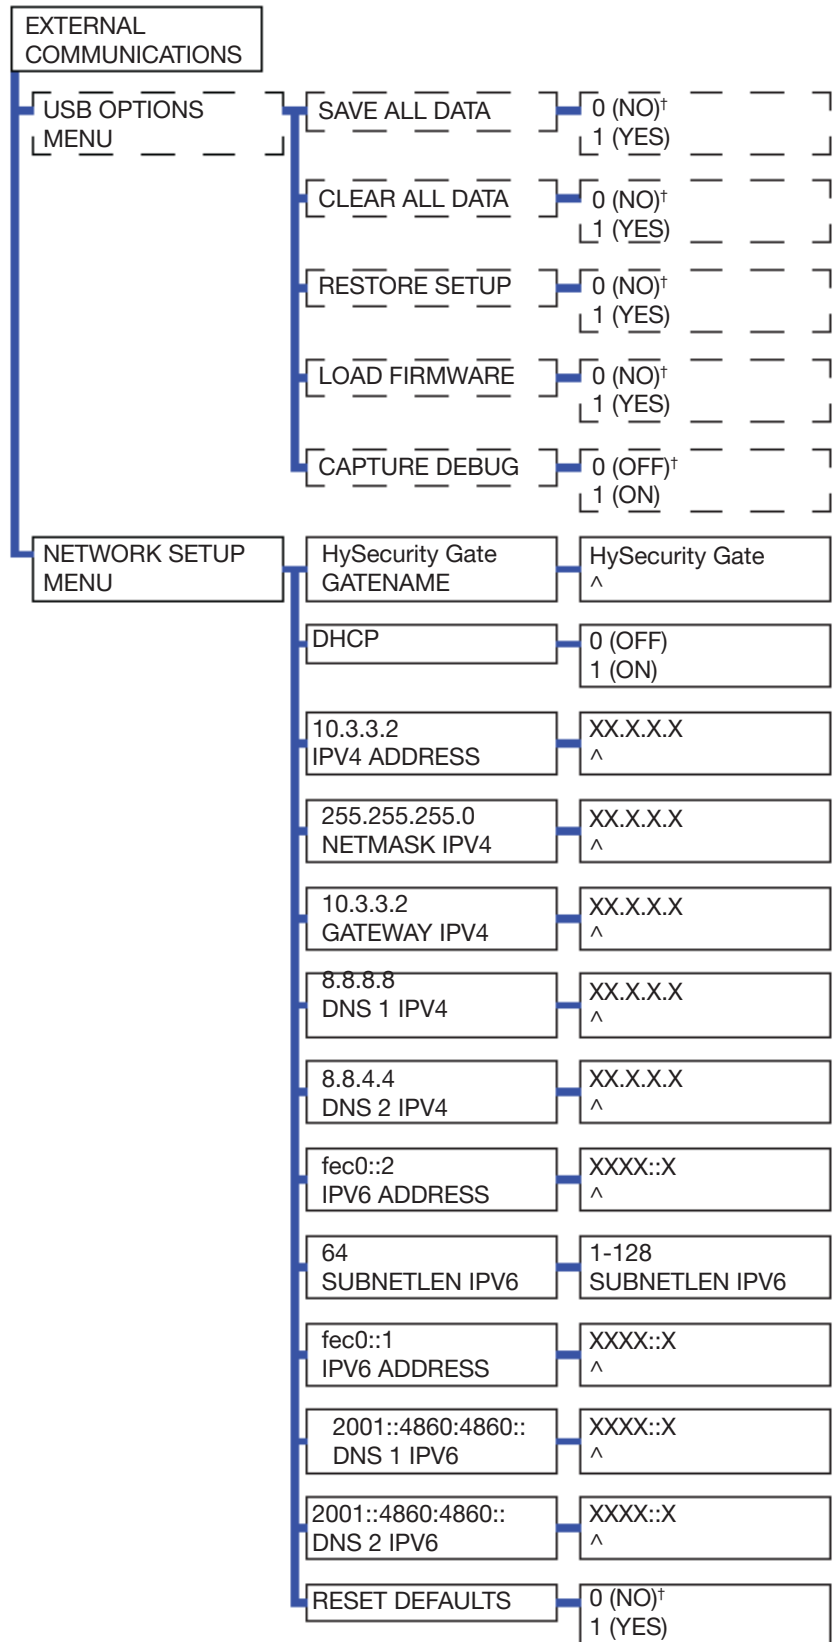 EXTERNAL
COMMUNICATIONS
USB OPTIONS
MENU
SAVE ALL DATA
0 (NO)†
1 (YES)
CLEAR ALL DATA
0 (NO)†
1 (YES)
RESTORE SETUP
0 (NO)†
1 (YES)
LOAD FIRMWARE
0 (NO)†
1 (YES)
CAPTURE DEBUG
0 (OFF)†
1 (ON)
NETWORK SETUP
MENU
HySecurity Gate
GATENAME
HySecurity Gate
^
DHCP
0 (OFF)
1 (ON)
10.3.3.2
IPV4 ADDRESS
XX.X.X.X
^
255.255.255.0
NETMASK IPV4
XX.X.X.X
^
10.3.3.2
GATEWAY IPV4
XX.X.X.X
^
8.8.8.8
DNS 1 IPV4
XX.X.X.X
^
8.8.4.4
DNS 2 IPV4
XX.X.X.X
^
fec0::2
IPV6 ADDRESS
XXXX::X
^
64
SUBNETLEN IPV6
1-128
SUBNETLEN IPV6
fec0::1
IPV6 ADDRESS
XXXX::X
^
2001::4860:4860::
DNS 1 IPV6
XXXX::X
^
2001::4860:4860::
DNS 2 IPV6
XXXX::X
^
RESET DEFAULTS
0 (NO)†
1 (YES)